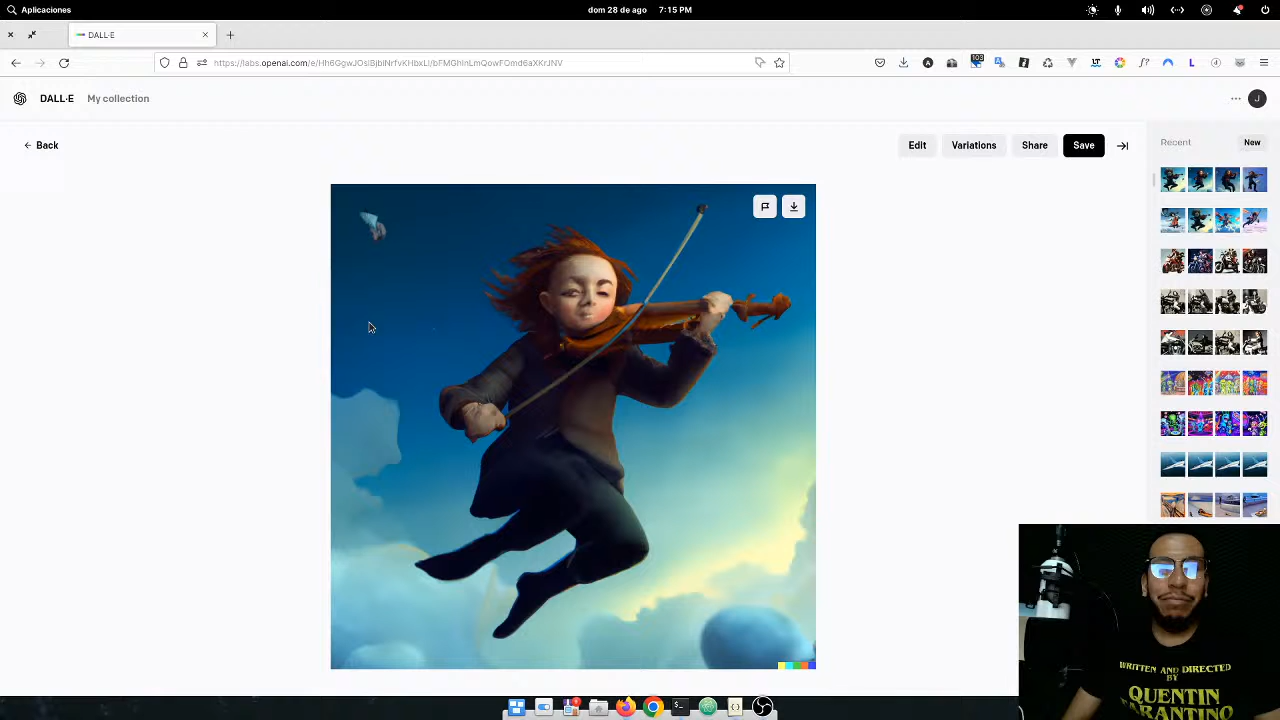 Aplicaciones
dom 28 de ago 7:15 PM
DALL·E
DALL·E My collection
Back
Edit Variations Share Save
Recent New
103
J
WRITTEN AND DIRECTED
BY
QUENTIN
TARANTINO